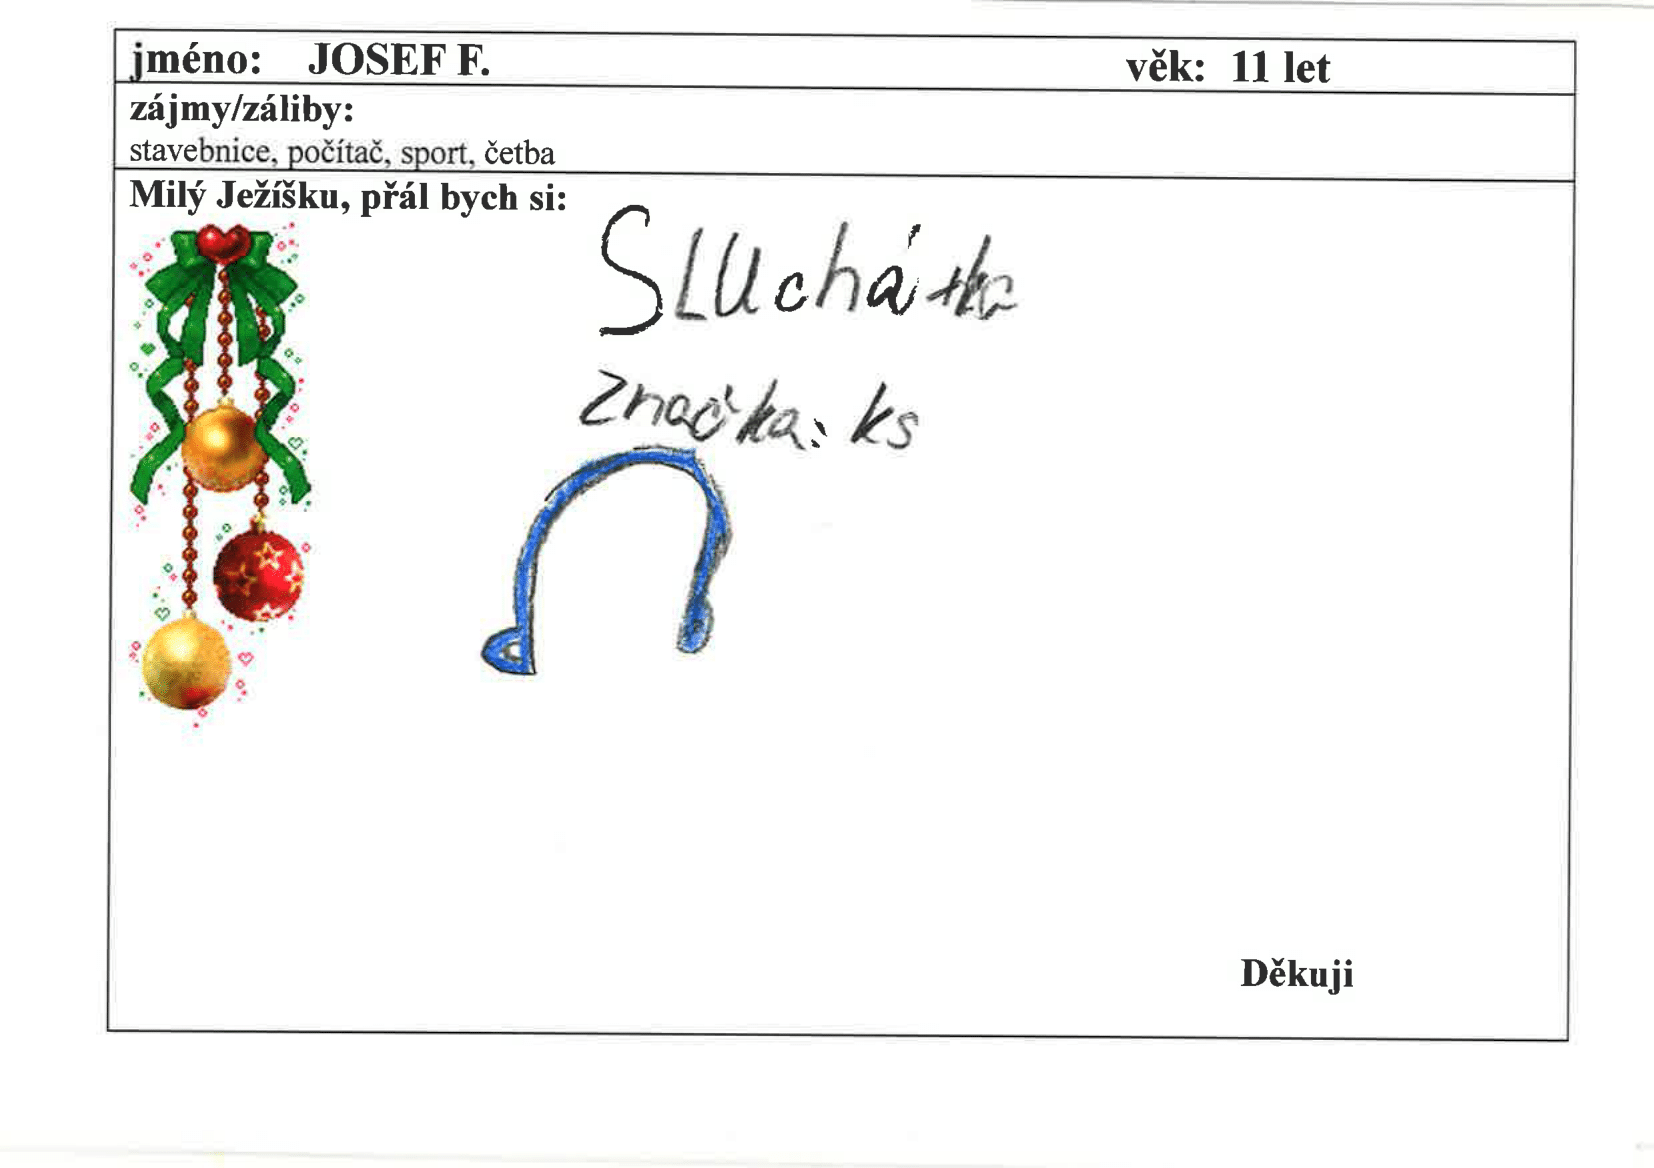 jméno: JOSEF F. věk: 11 let
zájmy/záliby:
stavebnice, počítač, sport, četba
Milý Ježíšku, přál bych si:
SLUchátka
značka: ks
Děkuji